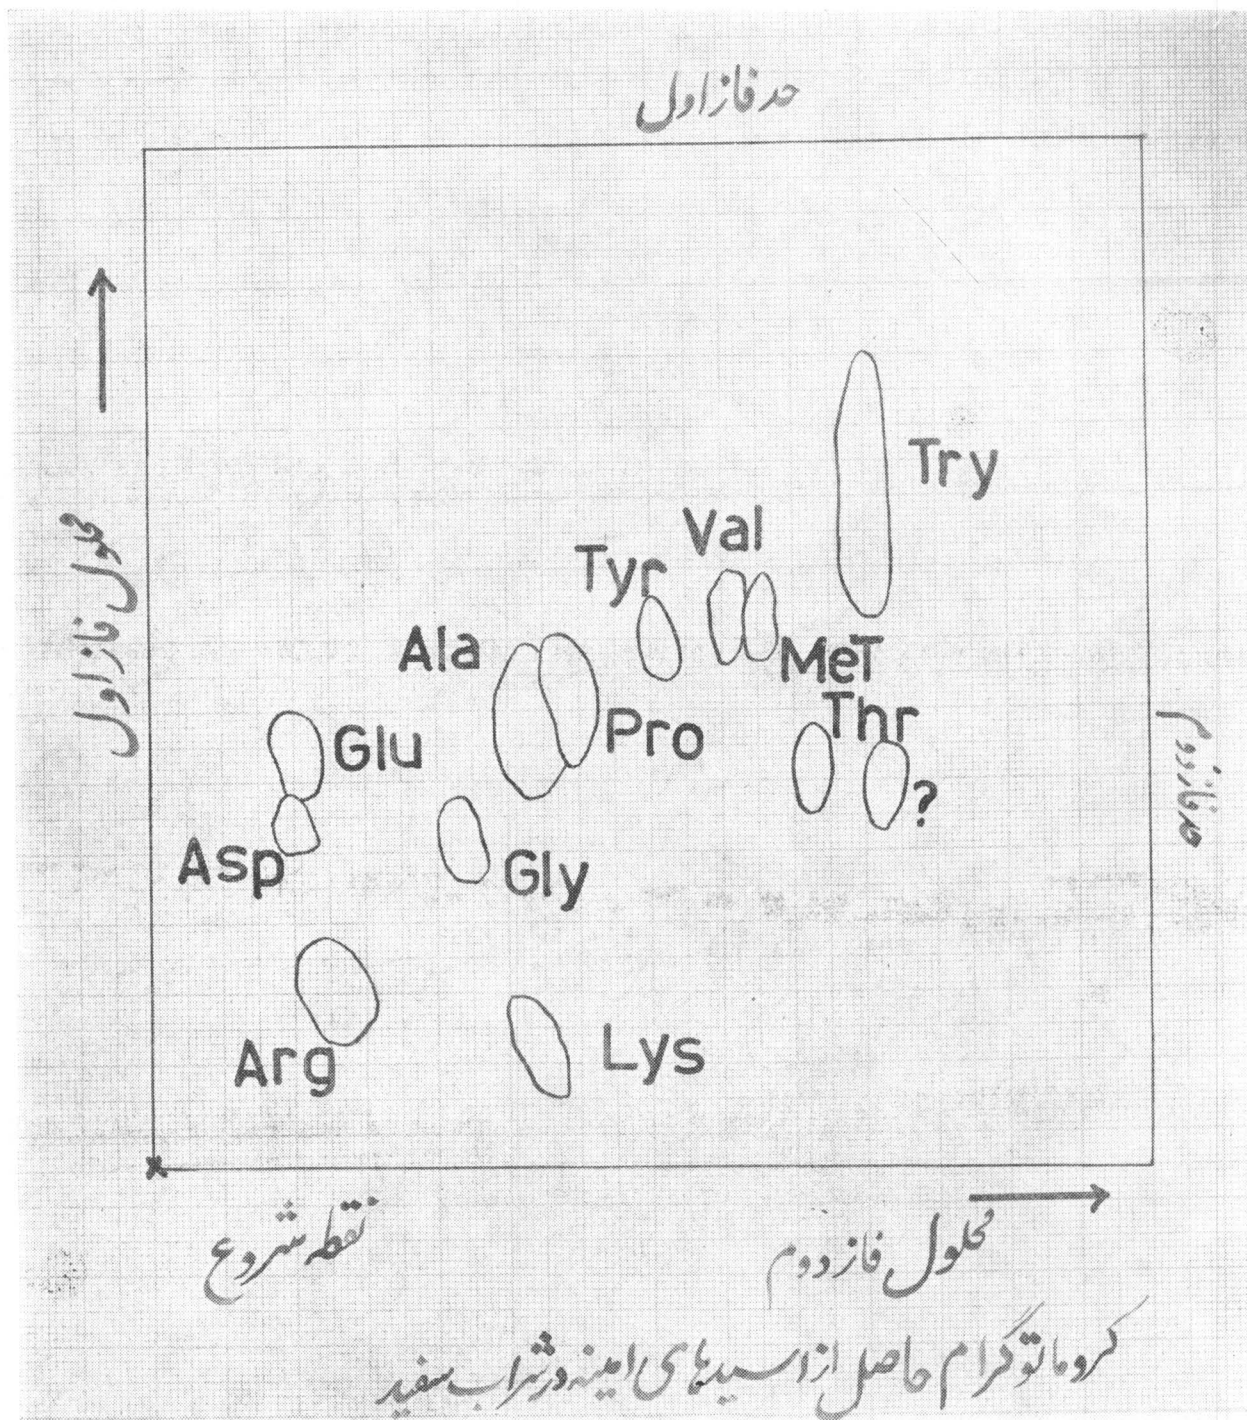 حد فاز اول
Try
Val
Tyr
Ala
MeT
Thr
Glu
Pro
?
Asp
Gly
Arg
Lys
محلول فاز اول
حد فاز دوم
x
نقطه شروع
محلول فاز دوم
کروماتوگرام حاصل از اسیدهای امینه در شراب سفید